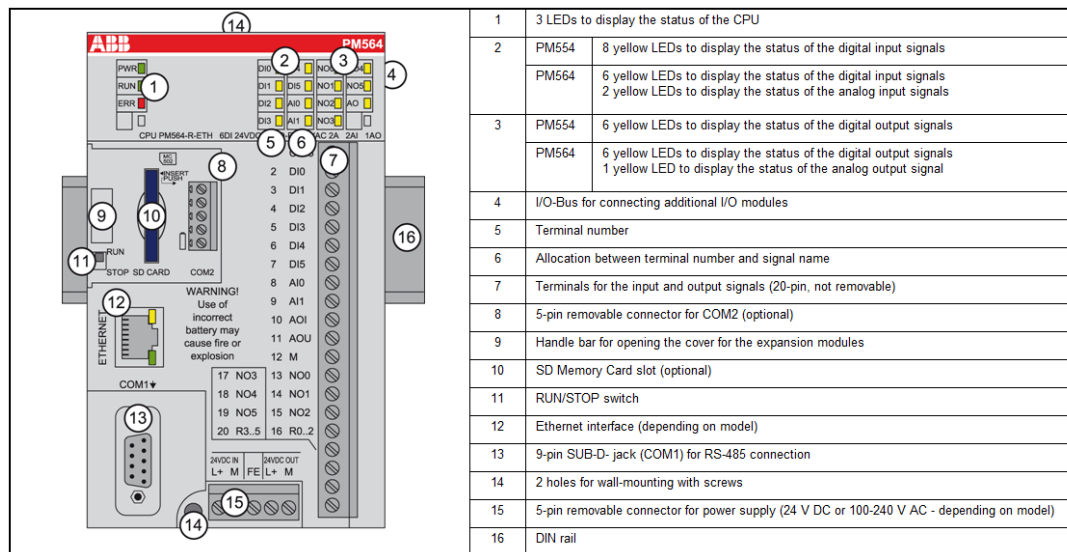 14
ABB
PM564
PWR
RUN
ERR
1
DI0
DI1
DI2
DI3
2
DI5
AI0
AI1
NO1
NO2
NO3
3
NO5
AO
4
CPU PM564-R-ETH 6DI 24VDC
AC 2A 2AI 1AO
5
6
7
MC
502
INSERT
PUSH
8
9
10
11
RUN
STOP SD CARD
COM2
2 DI0
3 DI1
4 DI2
5 DI3
6 DI4
7 DI5
8 AI0
9 AI1
10 AOI
11 AOU
12 M
17 NO3 13 NO0
18 NO4 14 NO1
19 NO5 15 NO2
20 R3..5 16 R0..2
16
12
ETHERNET
WARNING!
Use of
incorrect
battery may
cause fire or
explosion
COM1
13
24VDC IN 24VDC OUT
L+ M FE L+ M
15
14
1 3 LEDs to display the status of the CPU
2 PM554 8 yellow LEDs to display the status of the digital input signals
PM564 6 yellow LEDs to display the status of the digital input signals
2 yellow LEDs to display the status of the analog input signals
3 PM554 6 yellow LEDs to display the status of the digital output signals
PM564 6 yellow LEDs to display the status of the digital output signals
1 yellow LED to display the status of the analog output signal
4 I/O-Bus for connecting additional I/O modules
5 Terminal number
6 Allocation between terminal number and signal name
7 Terminals for the input and output signals (20-pin, not removable)
8 5-pin removable connector for COM2 (optional)
9 Handle bar for opening the cover for the expansion modules
10 SD Memory Card slot (optional)
11 RUN/STOP switch
12 Ethernet interface (depending on model)
13 9-pin SUB-D- jack (COM1) for RS-485 connection
14 2 holes for wall-mounting with screws
15 5-pin removable connector for power supply (24 V DC or 100-240 V AC - depending on model)
16 DIN rail